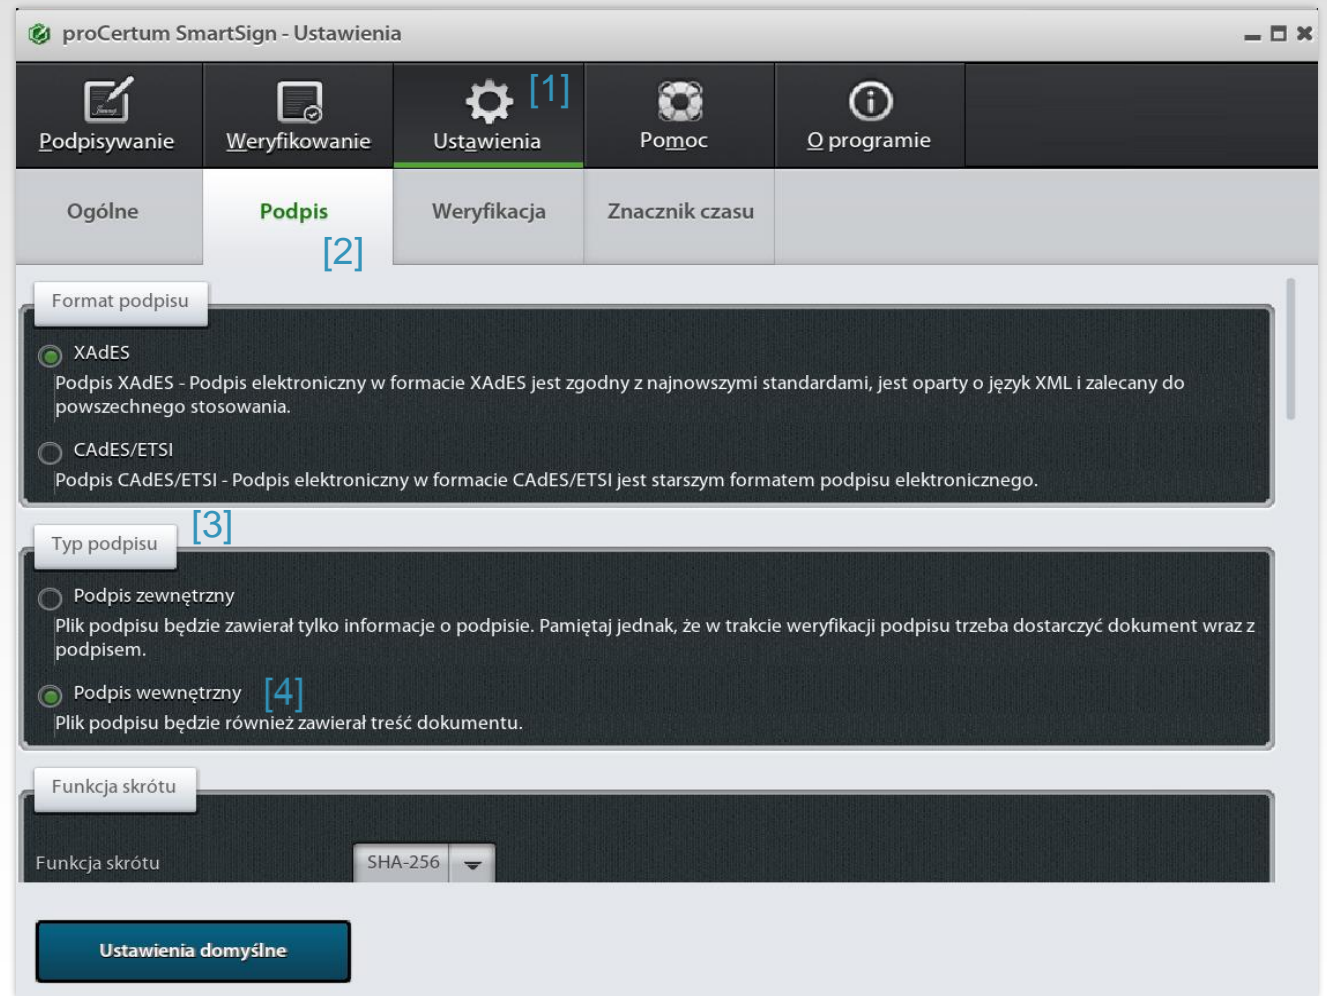 proCertum SmartSign - Ustawienia
Podpisywanie
Weryfikowanie
Ustawienia
[1]
Pomoc
O programie
Ogólne
Podpis
[2]
Weryfikacja
Znacznik czasu
Format podpisu
XAdES
Podpis XAdES - Podpis elektroniczny w formacie XAdES jest zgodny z najnowszymi standardami, jest oparty o język XML i zalecany do
powszechnego stosowania.
CAdES/ETSI
Podpis CAdES/ETSI - Podpis elektroniczny w formacie CAdES/ETSI jest starszym formatem podpisu elektronicznego.
Typ podpisu
[3]
Podpis zewnętrzny
Plik podpisu będzie zawierał tylko informacje o podpisie. Pamiętaj jednak, że w trakcie weryfikacji podpisu trzeba dostarczyć dokument wraz z
podpisem.
Podpis wewnętrzny [4]
Plik podpisu będzie również zawierał treść dokumentu.
Funkcja skrótu
Funkcja skrótu SHA-256
Ustawienia domyślne